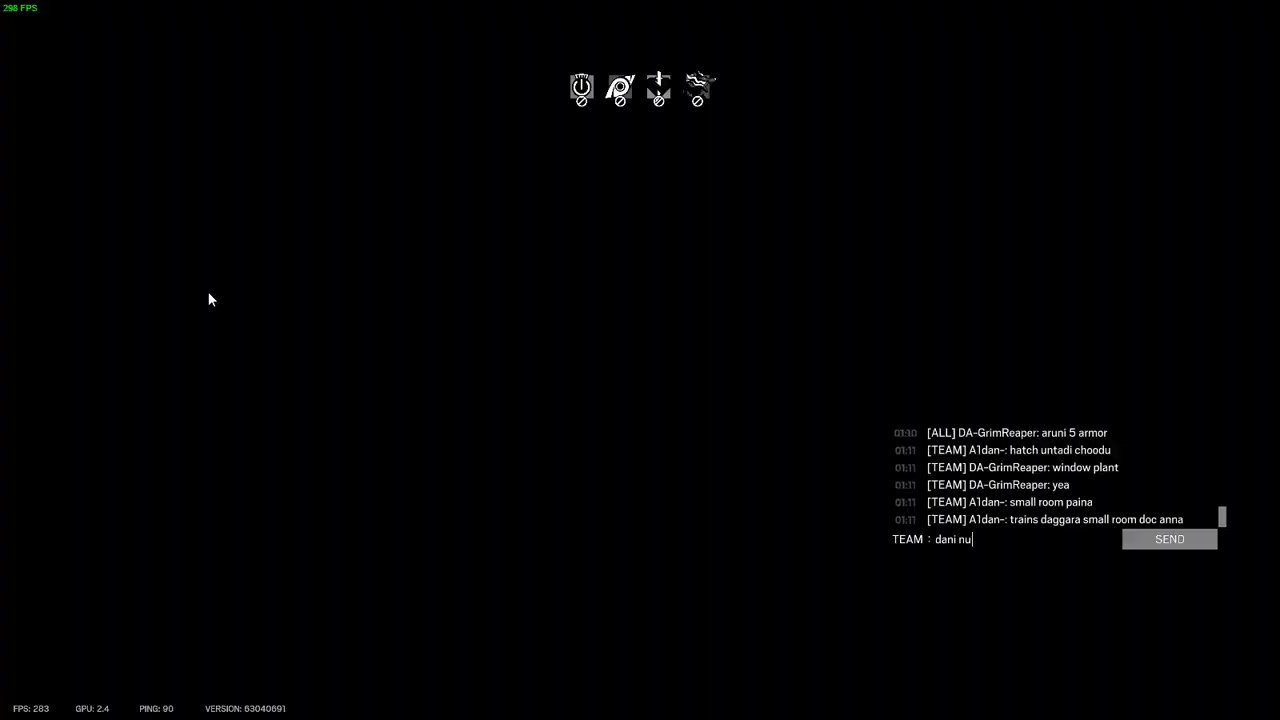 298 FPS
01:10 [ALL] DA-GrimReaper: aruni 5 armor
01:11 [TEAM] A1dan-: hatch untadi choodu
01:11 [TEAM] DA-GrimReaper: window plant
01:11 [TEAM] DA-GrimReaper: yea
01:11 [TEAM] A1dan-: small room paina
01:11 [TEAM] A1dan-: trains daggara small room doc anna
TEAM : dani nu SEND
FPS: 283 GPU: 2.4 PING: 90 VERSION: 63040691